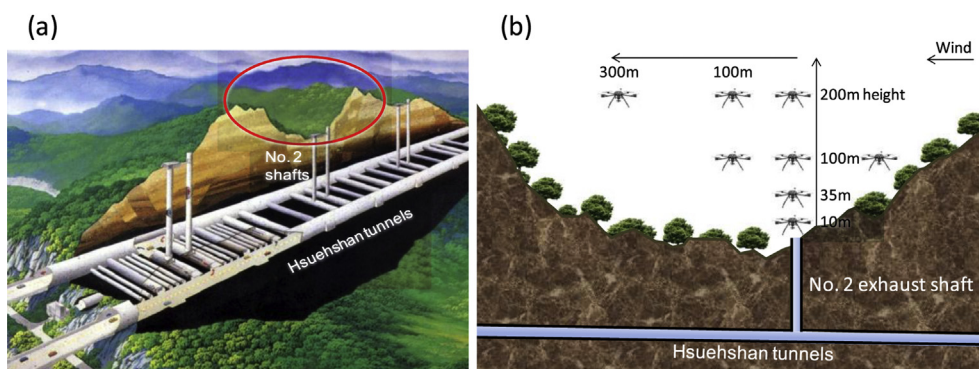 (a)
No. 2
shafts
Hsuehshan tunnels
(b)
Wind
300m
100m
200m height
100m
35m
10m
No. 2 exhaust shaft
Hsuehshan tunnels